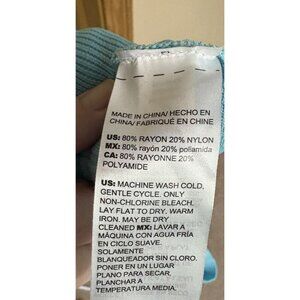 MADE IN CHINA/ HECHO EN
CHINA/ FABRIQUÉ EN CHINE
US: 80% RAYON 20% NYLON
MX: 80% rayón 20% poliamida
CA: 80% RAYONNE 20%
POLYAMIDE
US: MACHINE WASH COLD,
GENTLE CYCLE. ONLY
NON-CHLORINE BLEACH.
LAY FLAT TO DRY. WARM
IRON. MAY BE DRY
CLEANED MX: LAVAR A
MÁQUINA CON AGUA FRÍA
EN CICLO SUAVE.
SOLAMENTE
BLANQUEADOR SIN CLORO.
PONER EN UN LUGAR
PLANO PARA SECAR.
PLANCHAR A
TEMPERATURA MEDIA.